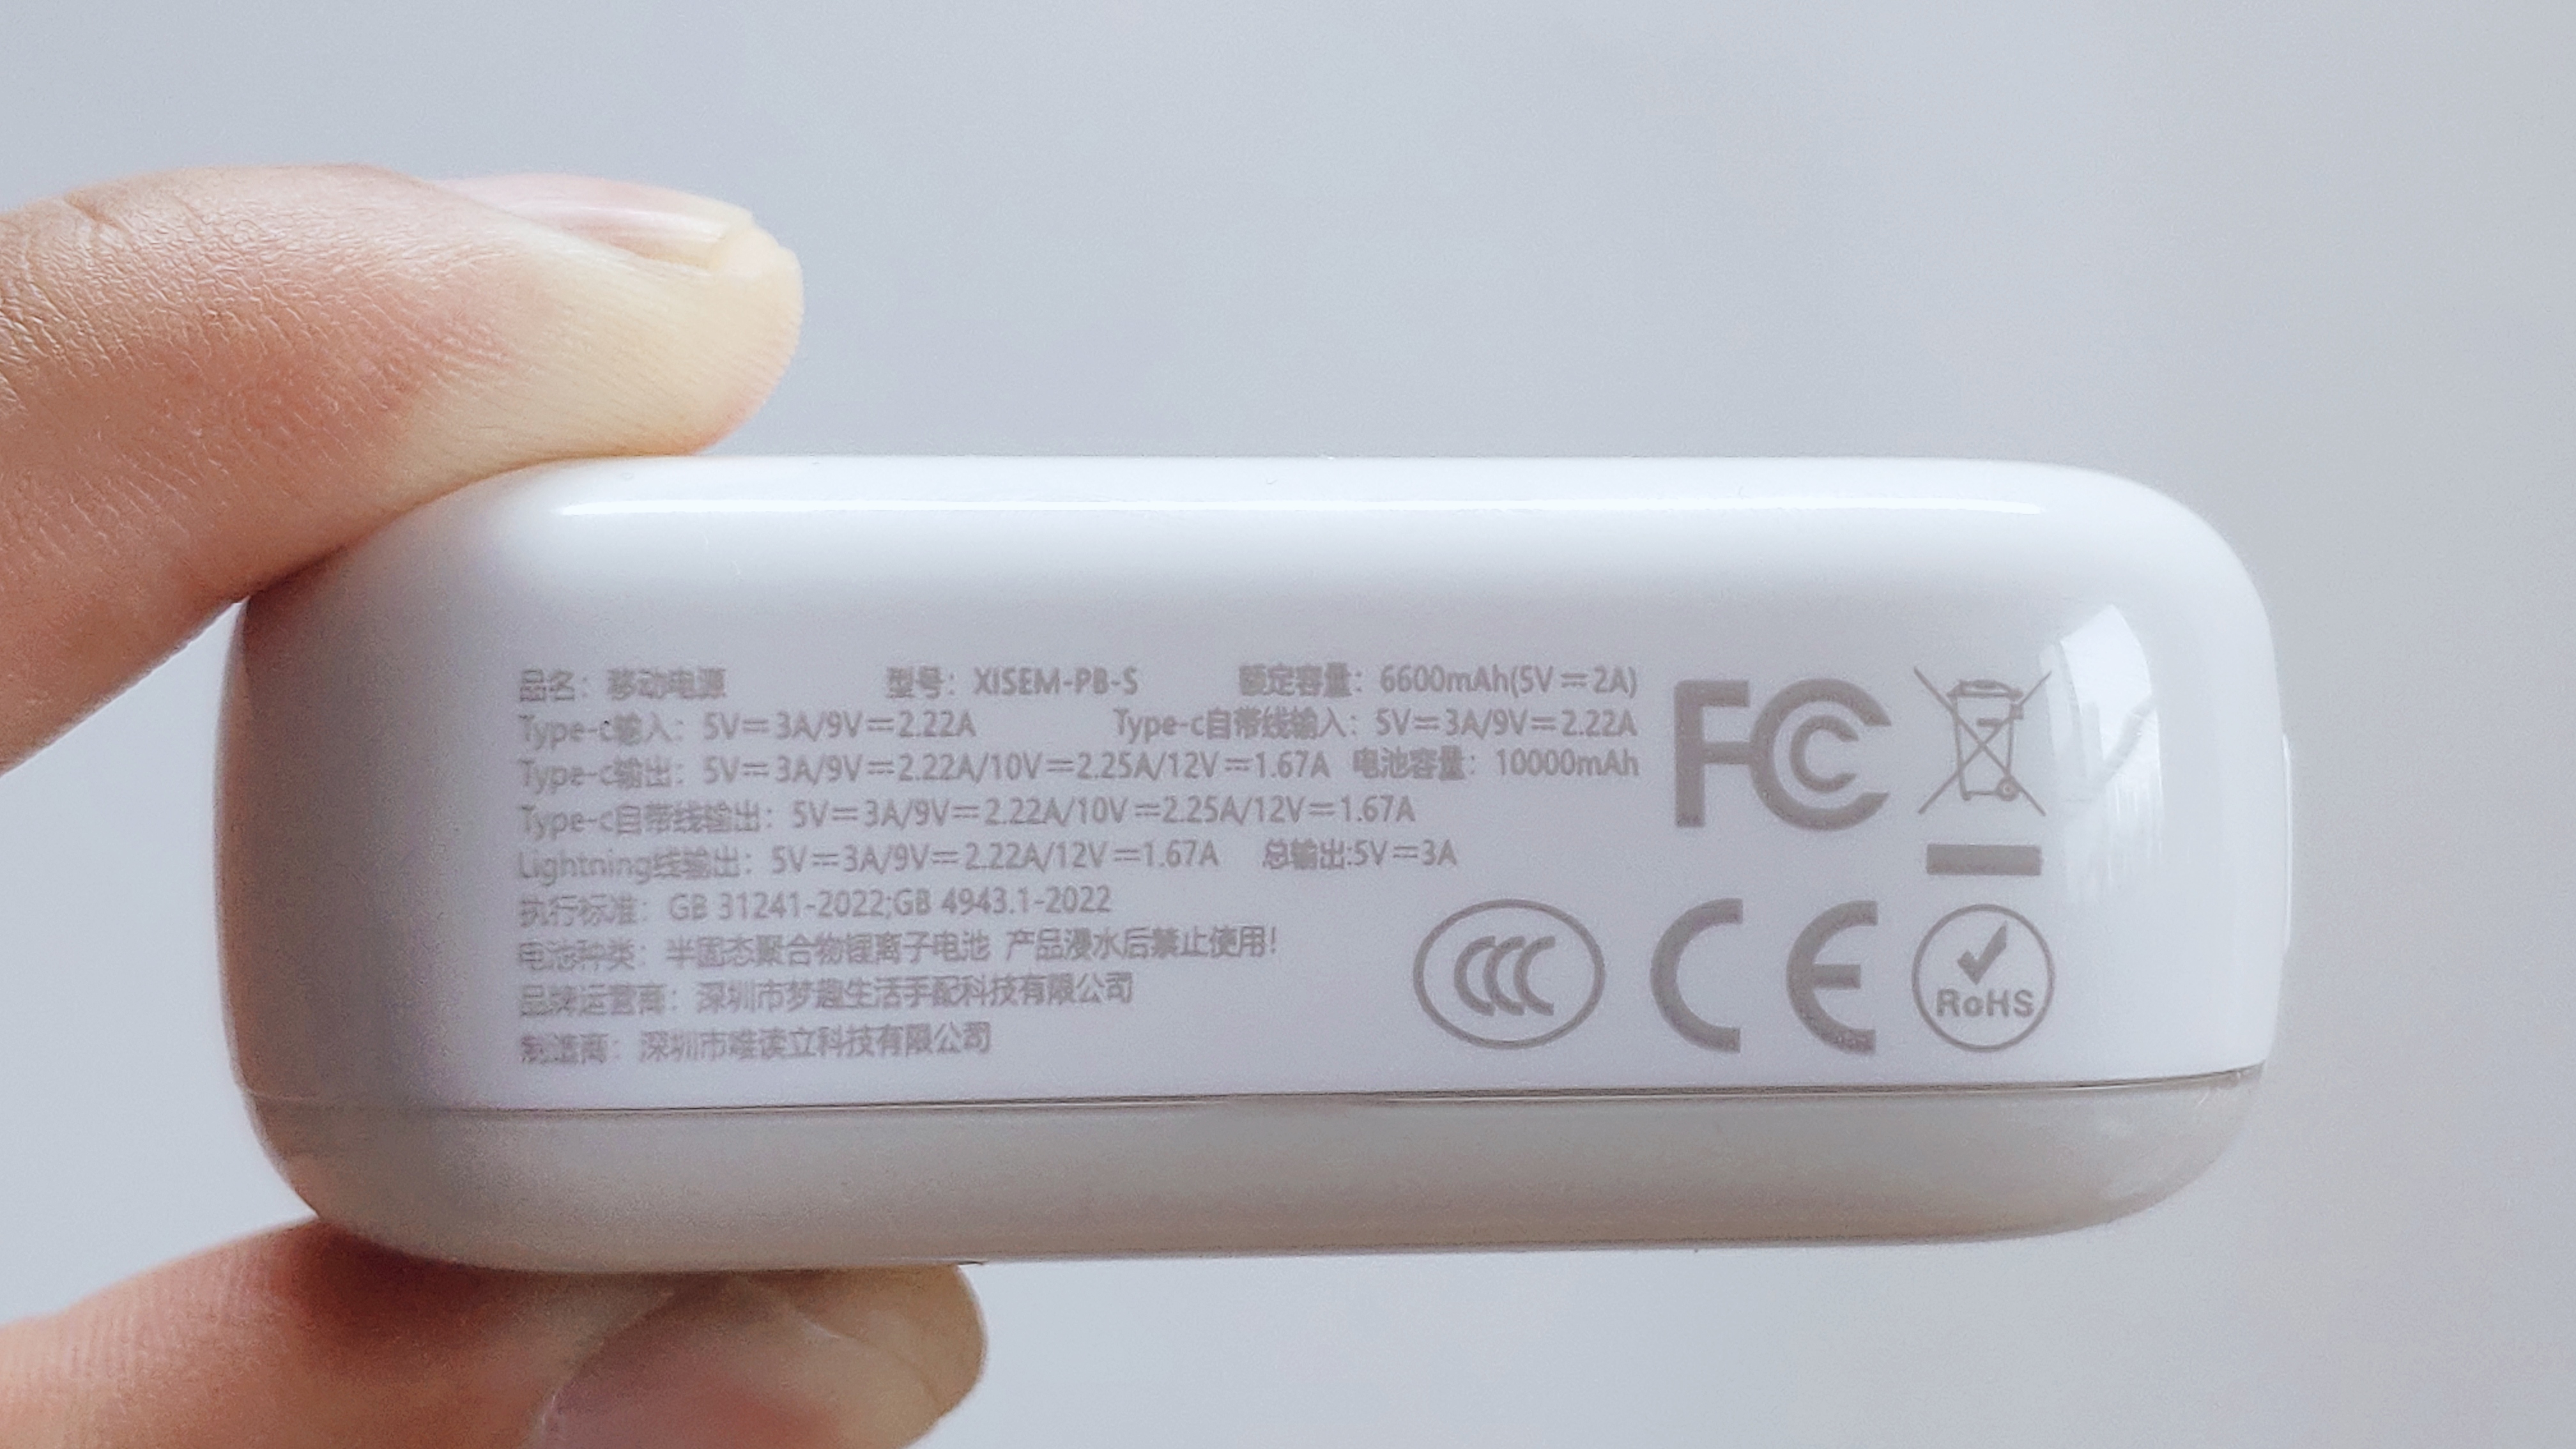 品名：移动电源 型号：XISEM-PB-S 额定容量：6600mAh(5V⎓2A)
Type-c输入：5V⎓3A/9V⎓2.22A Type-c自带线输入：5V⎓3A/9V⎓2.22A
Type-c输出：5V⎓3A/9V⎓2.22A/10V⎓2.25A/12V⎓1.67A 电池容量：10000mAh
Type-c自带线输出：5V⎓3A/9V⎓2.22A/10V⎓2.25A/12V⎓1.67A
Lightning线输出：5V⎓3A/9V⎓2.22A/12V⎓1.67A 总输出:5V⎓3A
执行标准：GB 31241-2022;GB 4943.1-2022
电池种类：半固态聚合物锂离子电池 产品浸水后禁止使用！
品牌运营商：深圳市梦趣生活手配科技有限公司
制造商：深圳市唯读立科技有限公司
FC
CCC CE RoHS